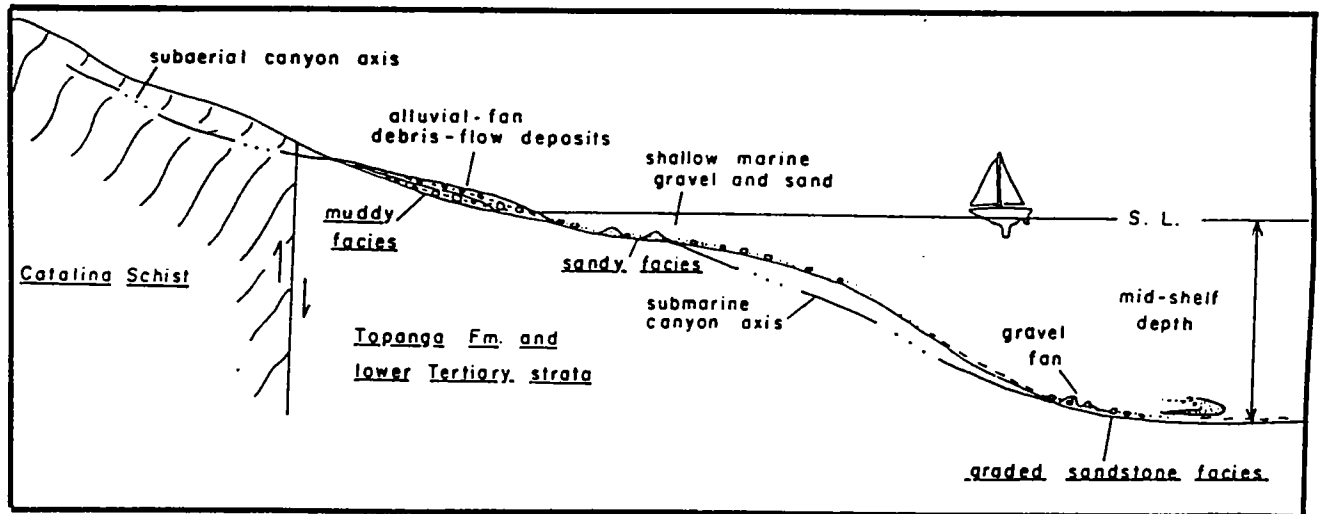 subaerial canyon axis
alluvial-fan
debris-flow deposits
shallow marine
gravel and sand
S. L.
muddy
facies
sandy facies
Catalina Schist
submarine
canyon axis
mid-shelf
depth
Topanga Fm. and
lower Tertiary strata
gravel
fan
graded sandstone facies